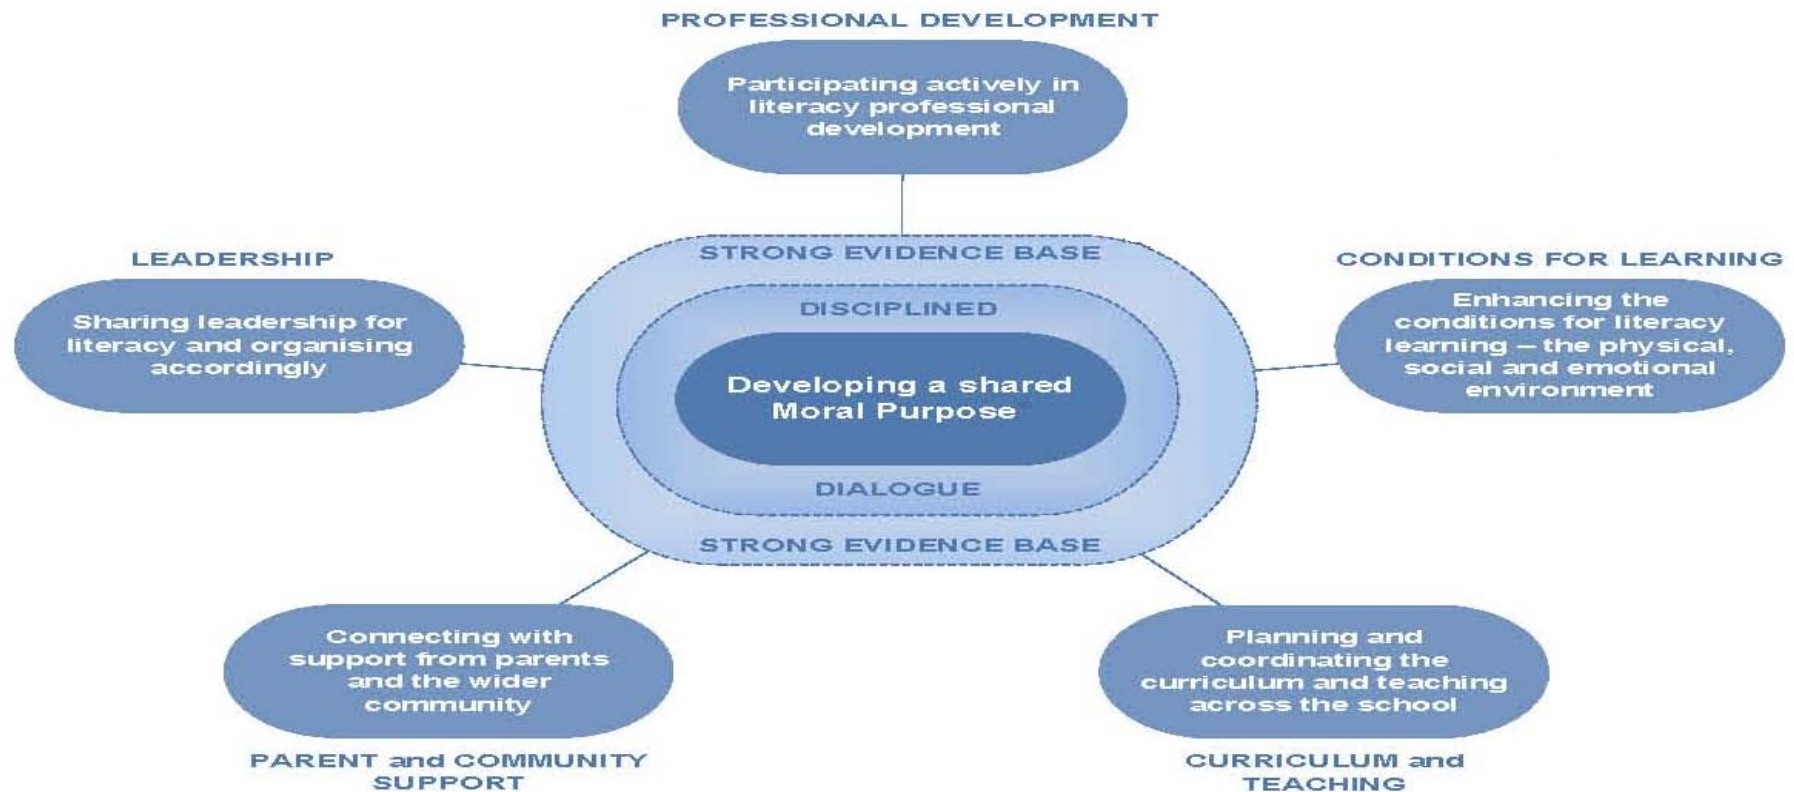 PROFESSIONAL DEVELOPMENT
Participating actively in
literacy professional
development
LEADERSHIP
Sharing leadership for
literacy and organising
accordingly
STRONG EVIDENCE BASE
DISCIPLINED
Developing a shared
Moral Purpose
DIALOGUE
STRONG EVIDENCE BASE
CONDITIONS FOR LEARNING
Enhancing the
conditions for literacy
learning – the physical,
social and emotional
environment
Connecting with
support from parents
and the wider
community
PARENT and COMMUNITY
SUPPORT
Planning and
coordinating the
curriculum and teaching
across the school
CURRICULUM and
TEACHING